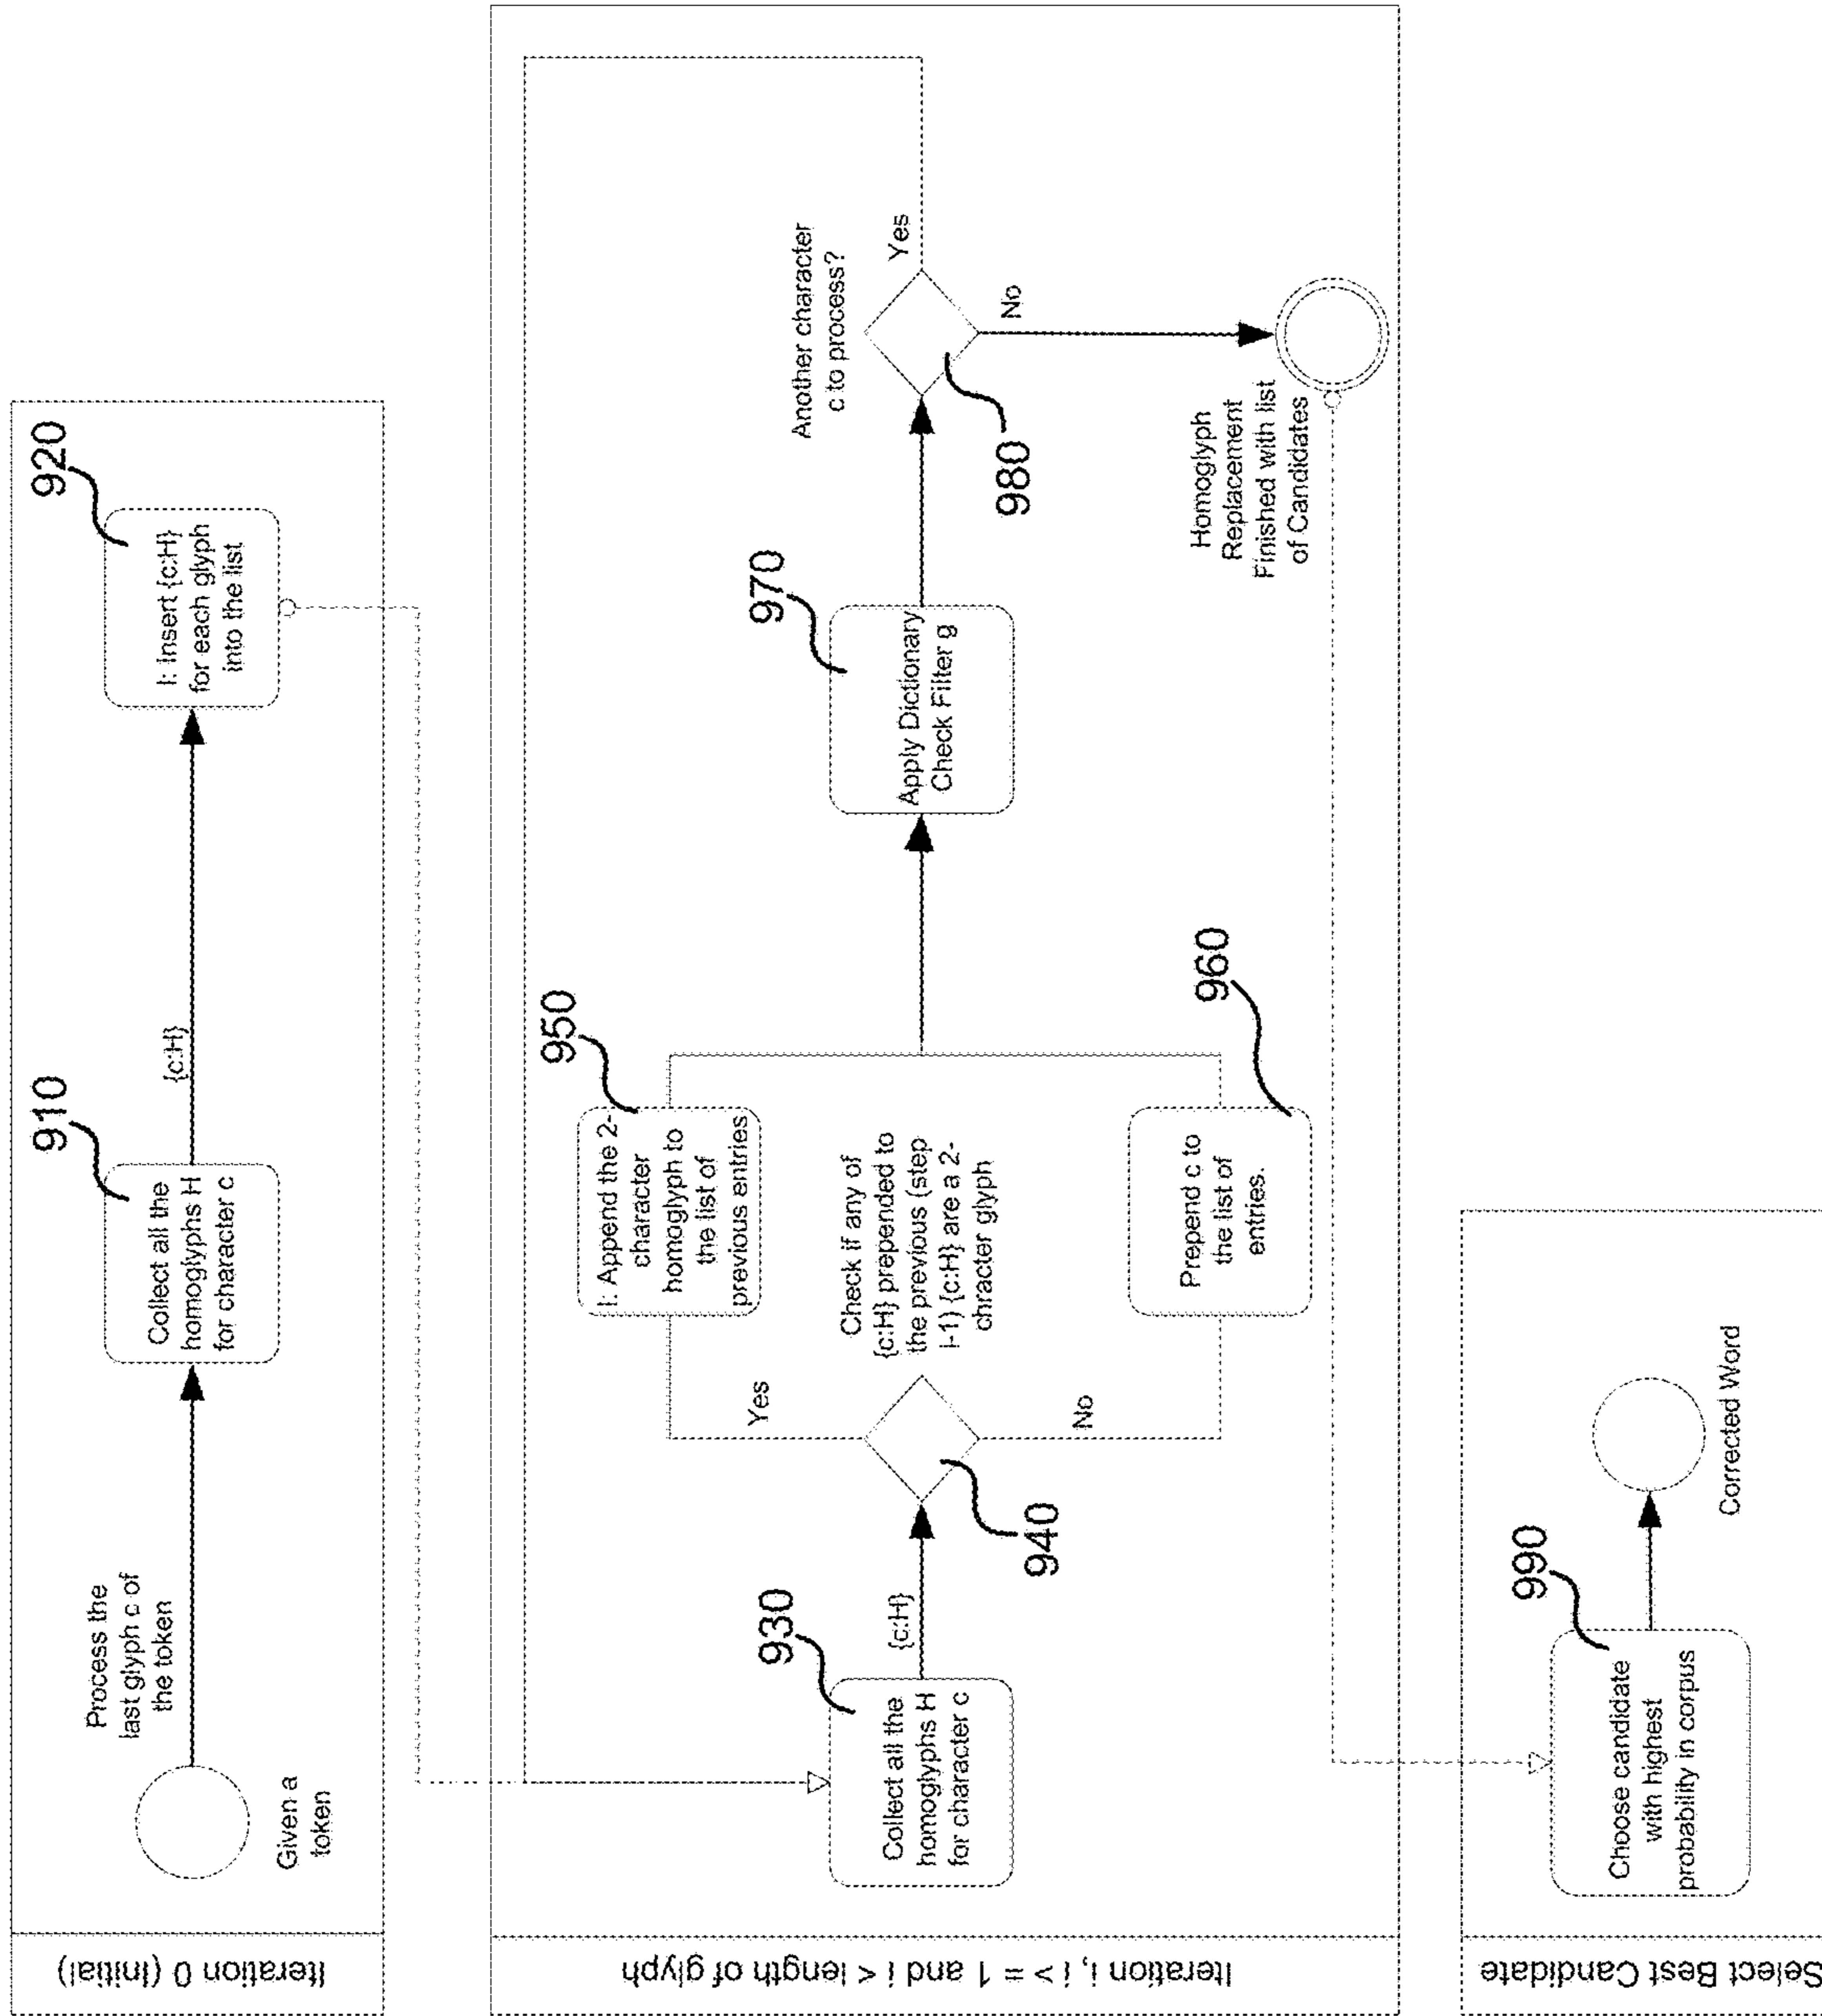 Iteration 0 (Initial)
Given a
token
Process the
last glyph c of
the token
910
Collect all the
homoglyphs H
for character c
{c:H}
920
I: Insert {c:H}
for each glyph
into the list
Iteration i, i > = 1 and i < length of glyph
930
Collect all the
homoglyphs H
for character c
{c:H}
940
Yes
No
Check if any of
{c:H} prepended to
the previous (step
i-1) {c:H} are a 2-
chracter glyph
950
I: Append the 2-
character
homoglyph to
the list of
previous entries
960
Prepend c to
the list of
entries.
970
Apply Dictionary
Check Filter g
980
Another character
c to process?
Yes
No
Homoglyph
Replacement
Finished with list
of Candidates
Select Best Candidate
990
Choose candidate
with highest
probability in corpus
Corrected Word